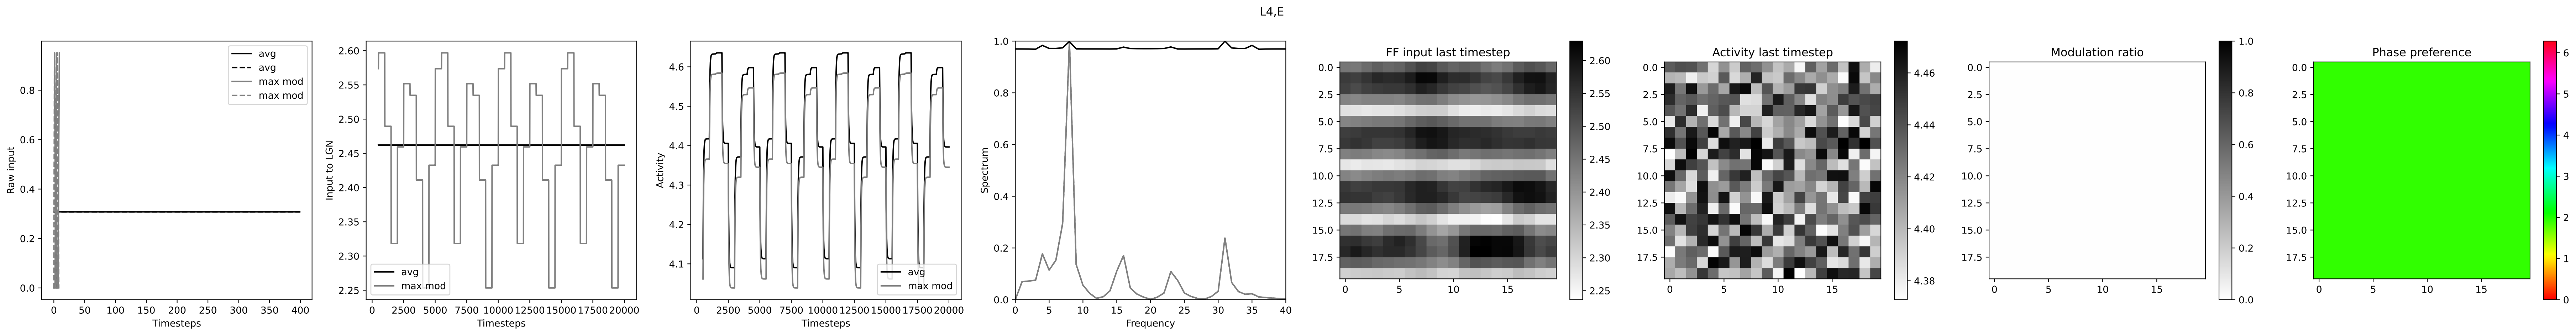 L4,E
Raw input
0.8
0.6
0.4
0.2
0.0
avg
avg
max mod
max mod
0 50 100 150 200 250 300 350 400
Timesteps
Input to LGN
2.60
2.55
2.50
2.45
2.40
2.35
2.30
2.25
avg
max mod
0 2500 5000 7500 10000 12500 15000 17500 20000
Timesteps
Activity
4.6
4.5
4.4
4.3
4.2
4.1
avg
max mod
0 2500 5000 7500 10000 12500 15000 17500 20000
Timesteps
Spectrum
1.0
0.8
0.6
0.4
0.2
0.0
0 5 10 15 20 25 30 35 40
Frequency
FF input last timestep
0.0
2.5
5.0
7.5
10.0
12.5
15.0
17.5
0 5 10 15
2.60
2.55
2.50
2.45
2.40
2.35
2.30
2.25
Activity last timestep
0.0
2.5
5.0
7.5
10.0
12.5
15.0
17.5
0 5 10 15
4.46
4.44
4.42
4.40
4.38
Modulation ratio
0.0
2.5
5.0
7.5
10.0
12.5
15.0
17.5
0 5 10 15
1.0
0.8
0.6
0.4
0.2
0.0
Phase preference
0.0
2.5
5.0
7.5
10.0
12.5
15.0
17.5
0 5 10 15
6
5
4
3
2
1
0